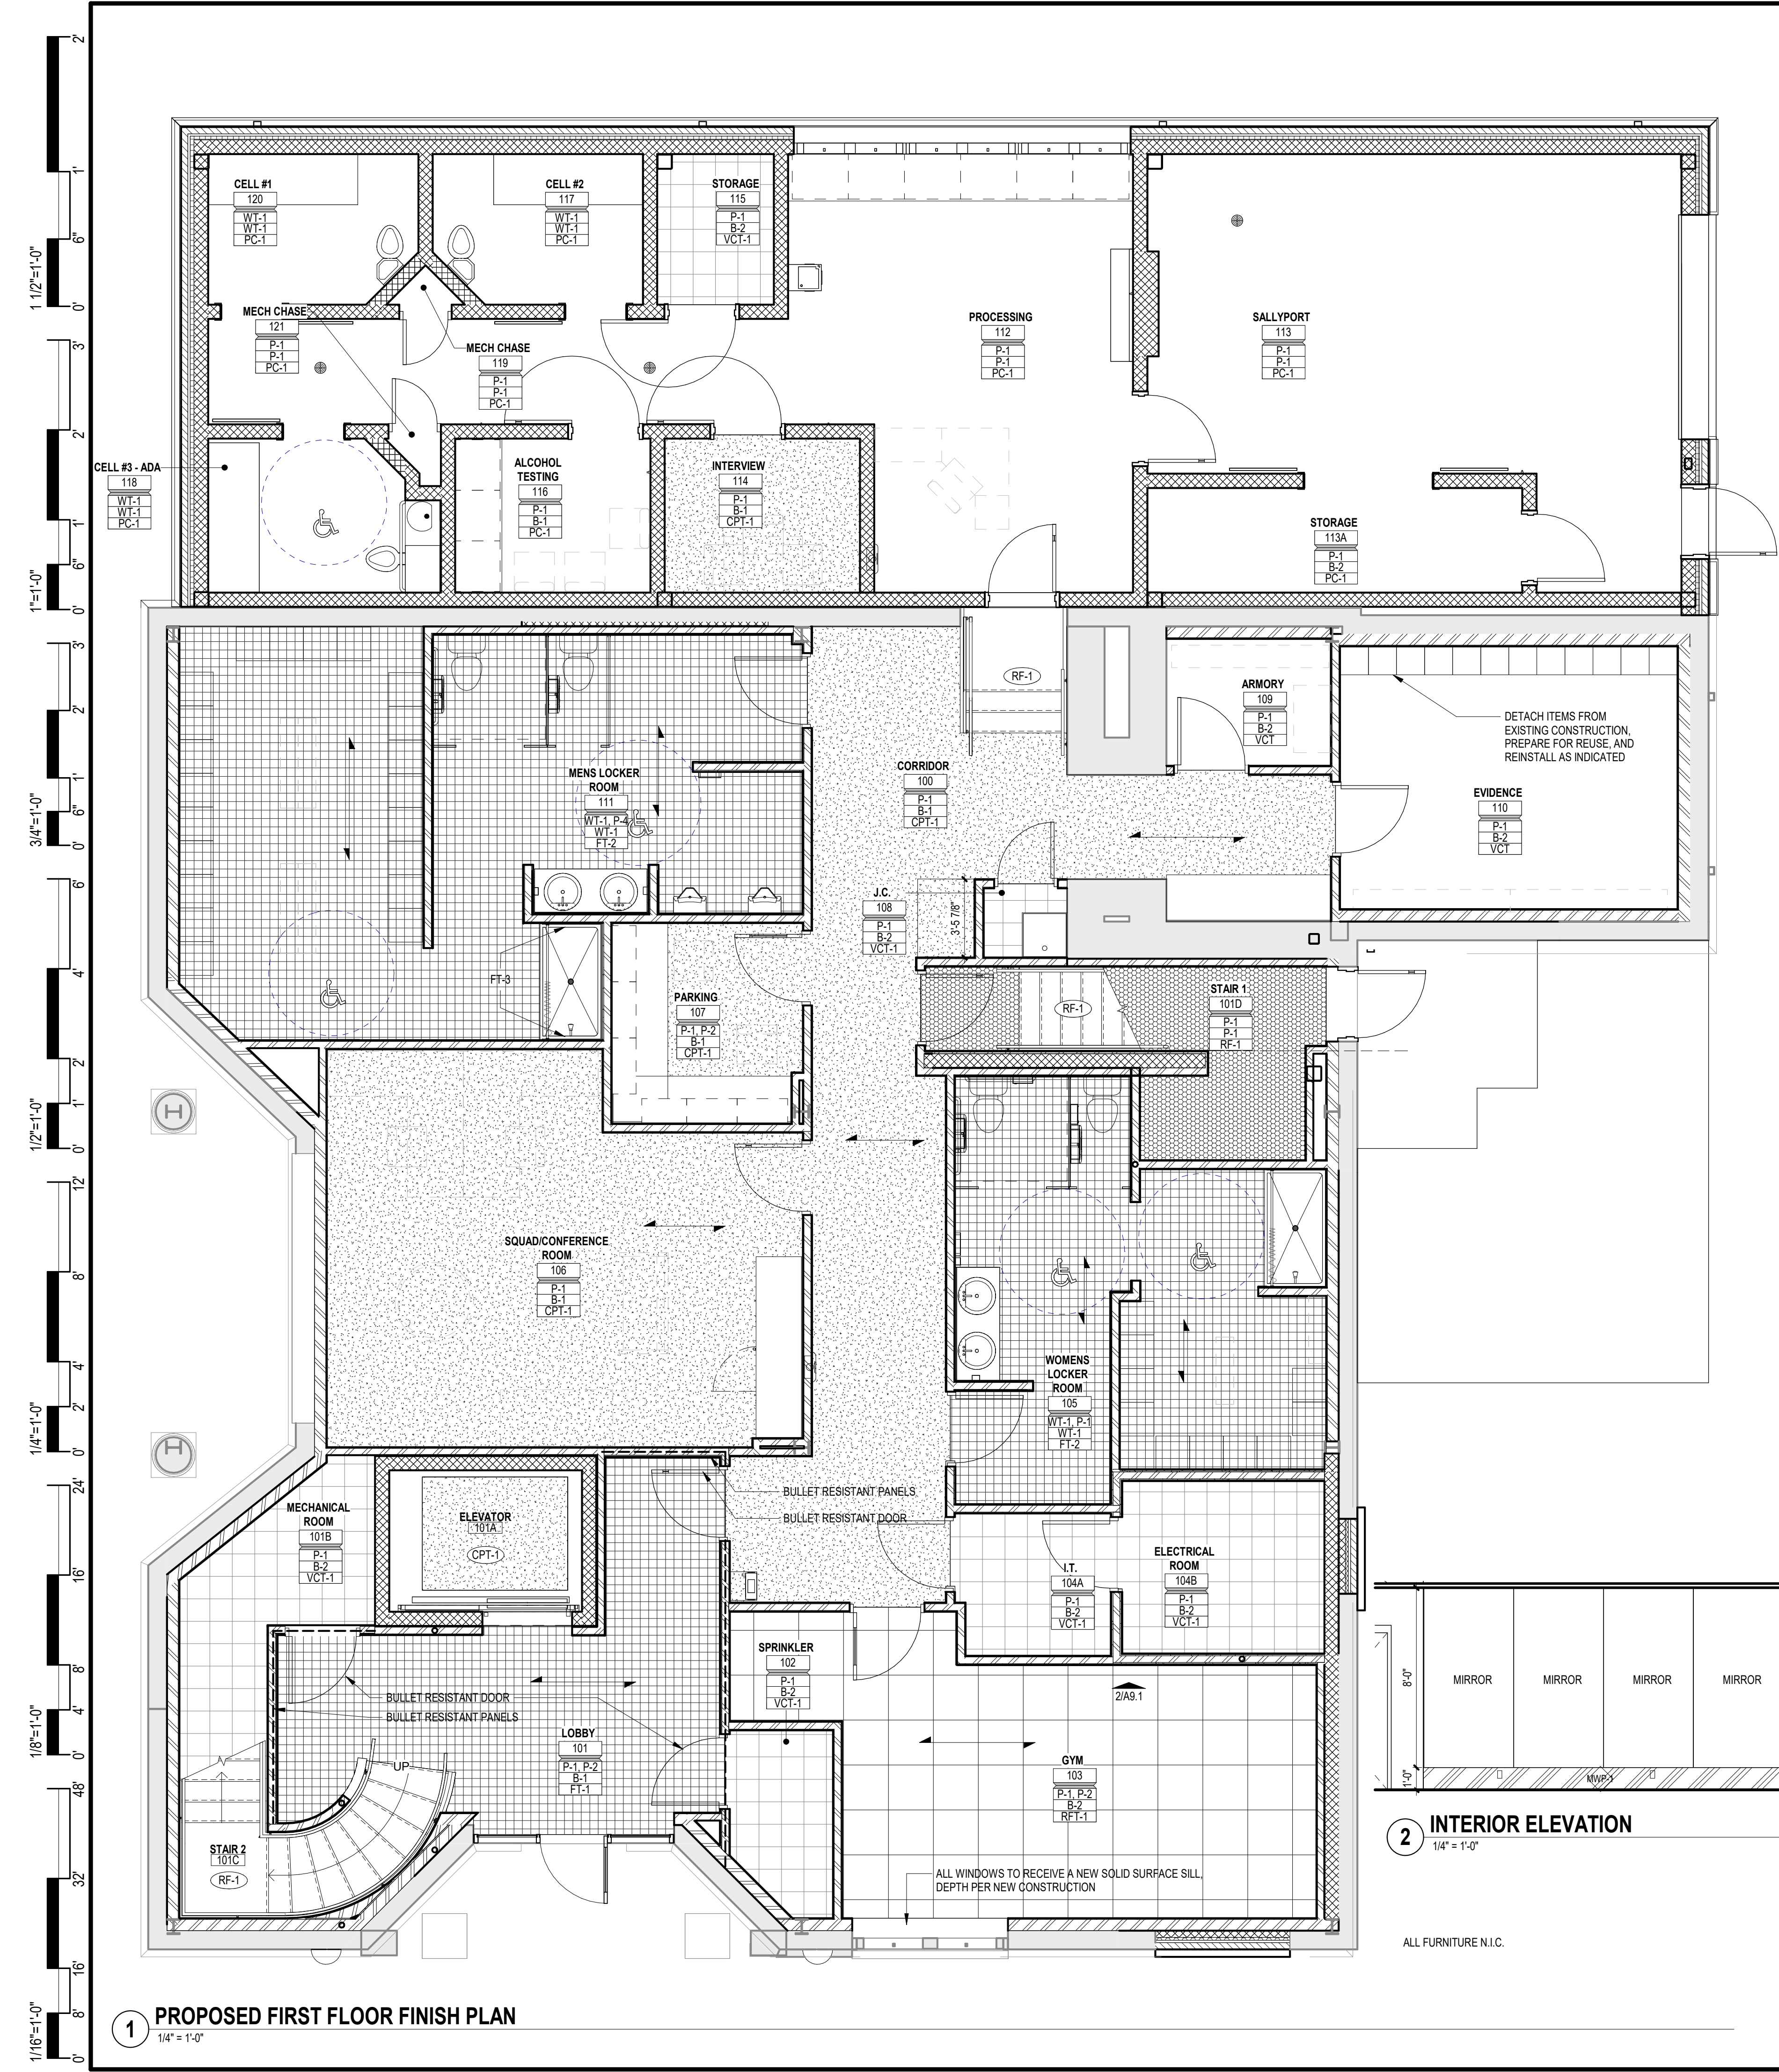 CELL #1
120
WT-1
WT-1
PC-1
CELL #2
117
WT-1
WT-1
PC-1
STORAGE
115
P-1
B-2
VCT-1
MECH CHASE
121
P-1
P-1
PC-1
MECH CHASE
119
P-1
P-1
PC-1
PROCESSING
112
P-1
P-1
PC-1
SALLYPORT
113
P-1
P-1
PC-1
CELL #3 - ADA
118
WT-1
WT-1
PC-1
ALCOHOL
TESTING
116
P-1
B-1
PC-1
INTERVIEW
114
P-1
B-1
CPT-1
STORAGE
113A
P-1
B-2
PC-1
RF-1
ARMORY
109
P-1
B-2
VCT
DETACH ITEMS FROM
EXISTING CONSTRUCTION,
PREPARE FOR REUSE, AND
REINSTALL AS INDICATED
MENS LOCKER
ROOM
111
WT-1, P-4
WT-1
FT-2
CORRIDOR
100
P-1
B-1
CPT-1
EVIDENCE
110
P-1
B-2
VCT
J.C.
108
P-1
B-2
VCT-1
3'-5 7/8"
FT-3
PARKING
107
P-1, P-2
B-1
CPT-1
RF-1
STAIR 1
101D
P-1
P-1
RF-1
SQUAD/CONFERENCE
ROOM
106
P-1
B-1
CPT-1
WOMENS
LOCKER
ROOM
105
WT-1, P-1
WT-1
FT-2
BULLET RESISTANT PANELS
BULLET RESISTANT DOOR
MECHANICAL
ROOM
101B
P-1
B-2
VCT-1
ELEVATOR
101A
CPT-1
I.T.
104A
P-1
B-2
VCT-1
ELECTRICAL
ROOM
104B
P-1
B-2
VCT-1
SPRINKLER
102
P-1
B-2
VCT-1
2/A9.1
BULLET RESISTANT DOOR
BULLET RESISTANT PANELS
LOBBY
101
P-1, P-2
B-1
FT-1
UP
GYM
103
P-1, P-2
B-2
RFT-1
STAIR 2
101C
RF-1
ALL WINDOWS TO RECEIVE A NEW SOLID SURFACE SILL,
DEPTH PER NEW CONSTRUCTION
8'-0"
MIRROR
MIRROR
MIRROR
MIRROR
1'-0"
MWP-1
2
INTERIOR ELEVATION
1/4" = 1'-0"
ALL FURNITURE N.I.C.
1
PROPOSED FIRST FLOOR FINISH PLAN
1/4" = 1'-0"
1 1/2"=1'-0"
0'
6"
1'
2'
1"=1'-0"
0'
6"
1'
2'
3'
3/4"=1'-0"
0'
6"
1'
2'
3'
1/2"=1'-0"
0'
1'
2'
4'
6'
1/4"=1'-0"
0'
2'
4'
8'
12'
1/8"=1'-0"
0'
4'
8'
16'
24'
1/16"=1'-0"
0'
8'
16'
32'
48'